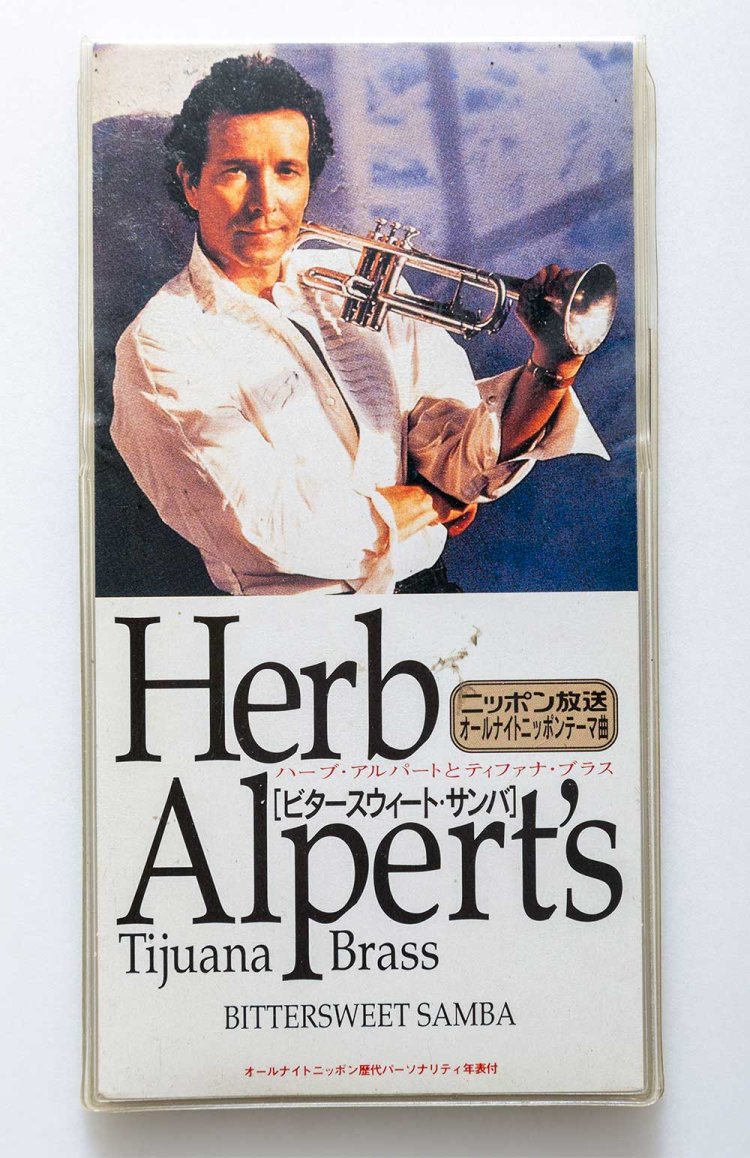 Herb
ニッポン放送
オールナイトニッポンテーマ曲
ハーブ・アルパートとティファナ・ブラス
[ビタースウィート・サンバ]
Alpert's
Tijuana Brass
BITTERSWEET SAMBA
オールナイトニッポン歴代パーソナリティ年表付